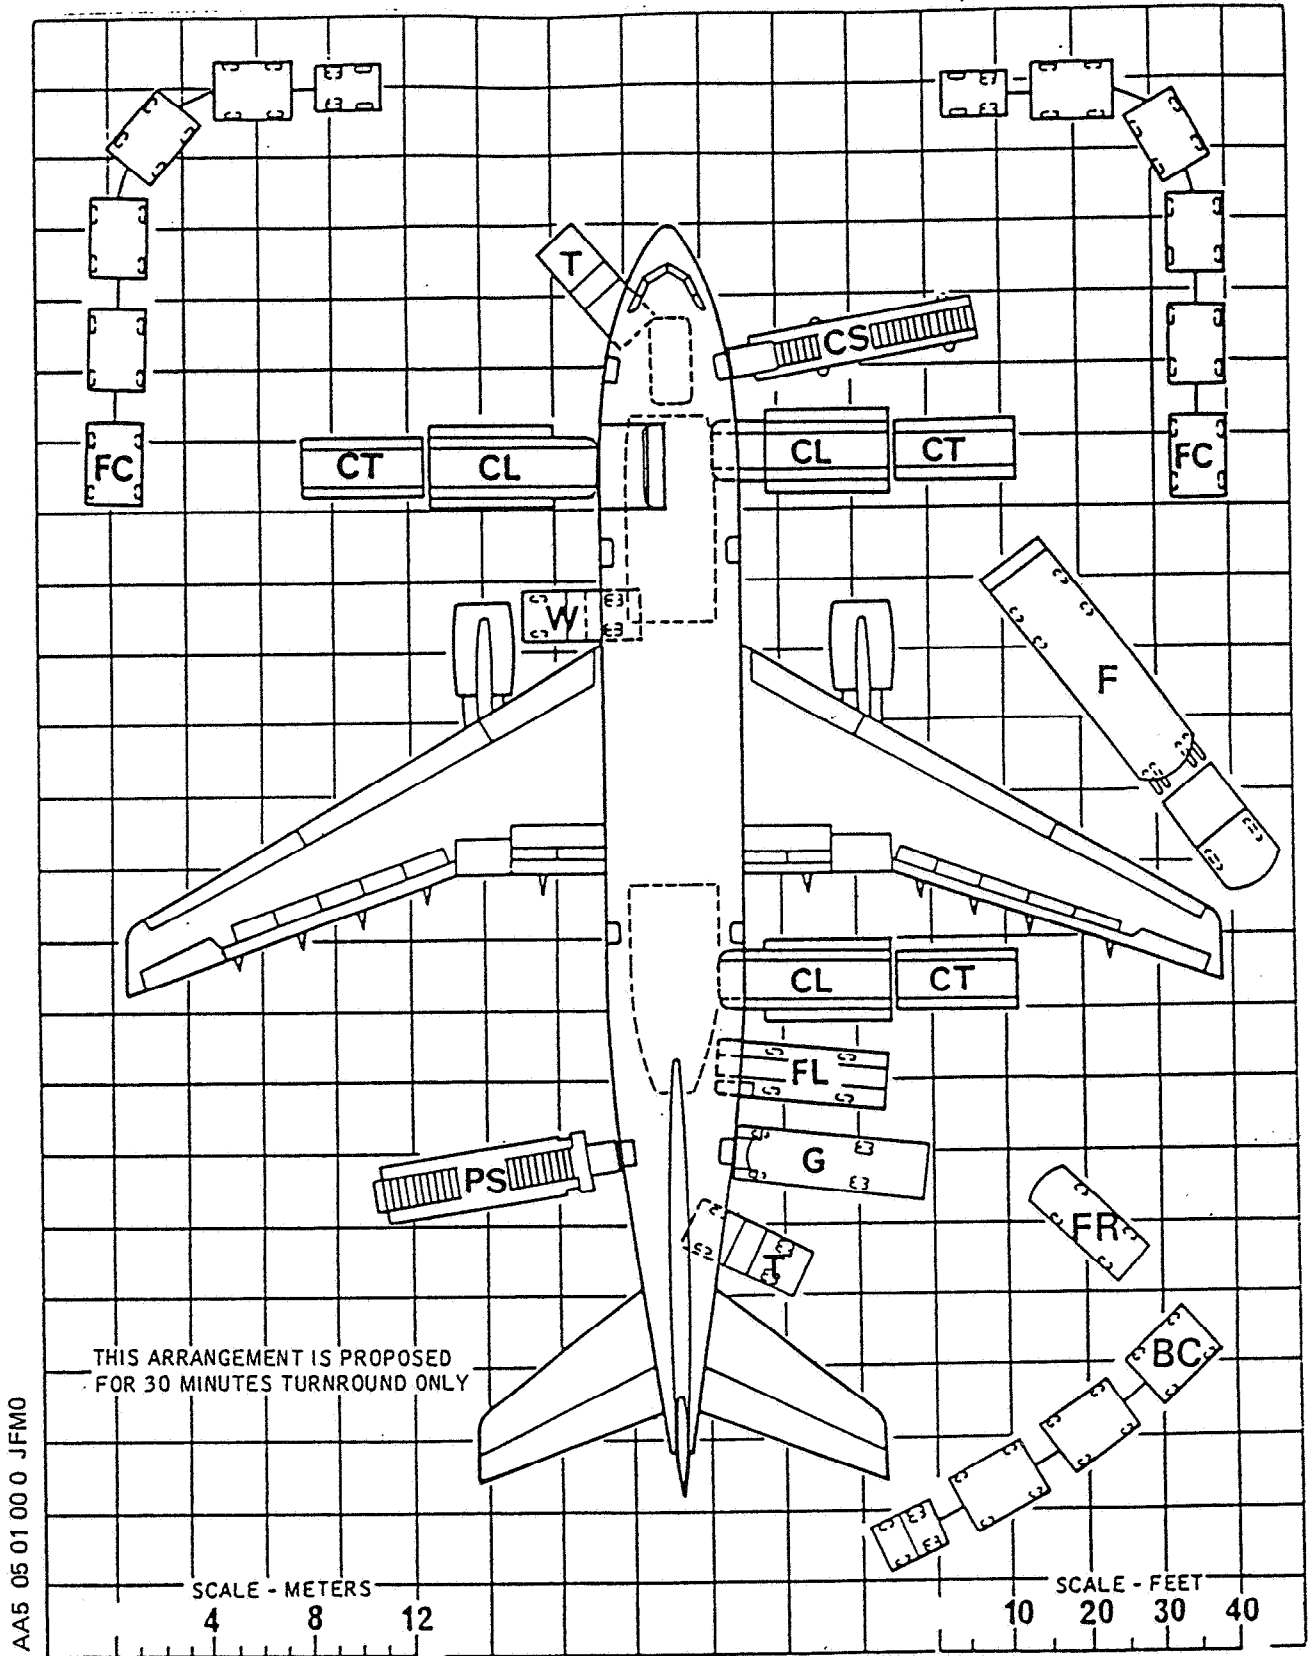 T
CS
CT CL CL CT
FC FC
W
F
CL CT
FL
G
PS
FR
T
BC
THIS ARRANGEMENT IS PROPOSED
FOR 30 MINUTES TURNROUND ONLY
AA5 05 01 00 0 JFM0
SCALE - METERS SCALE - FEET
4 8 12 10 20 30 40